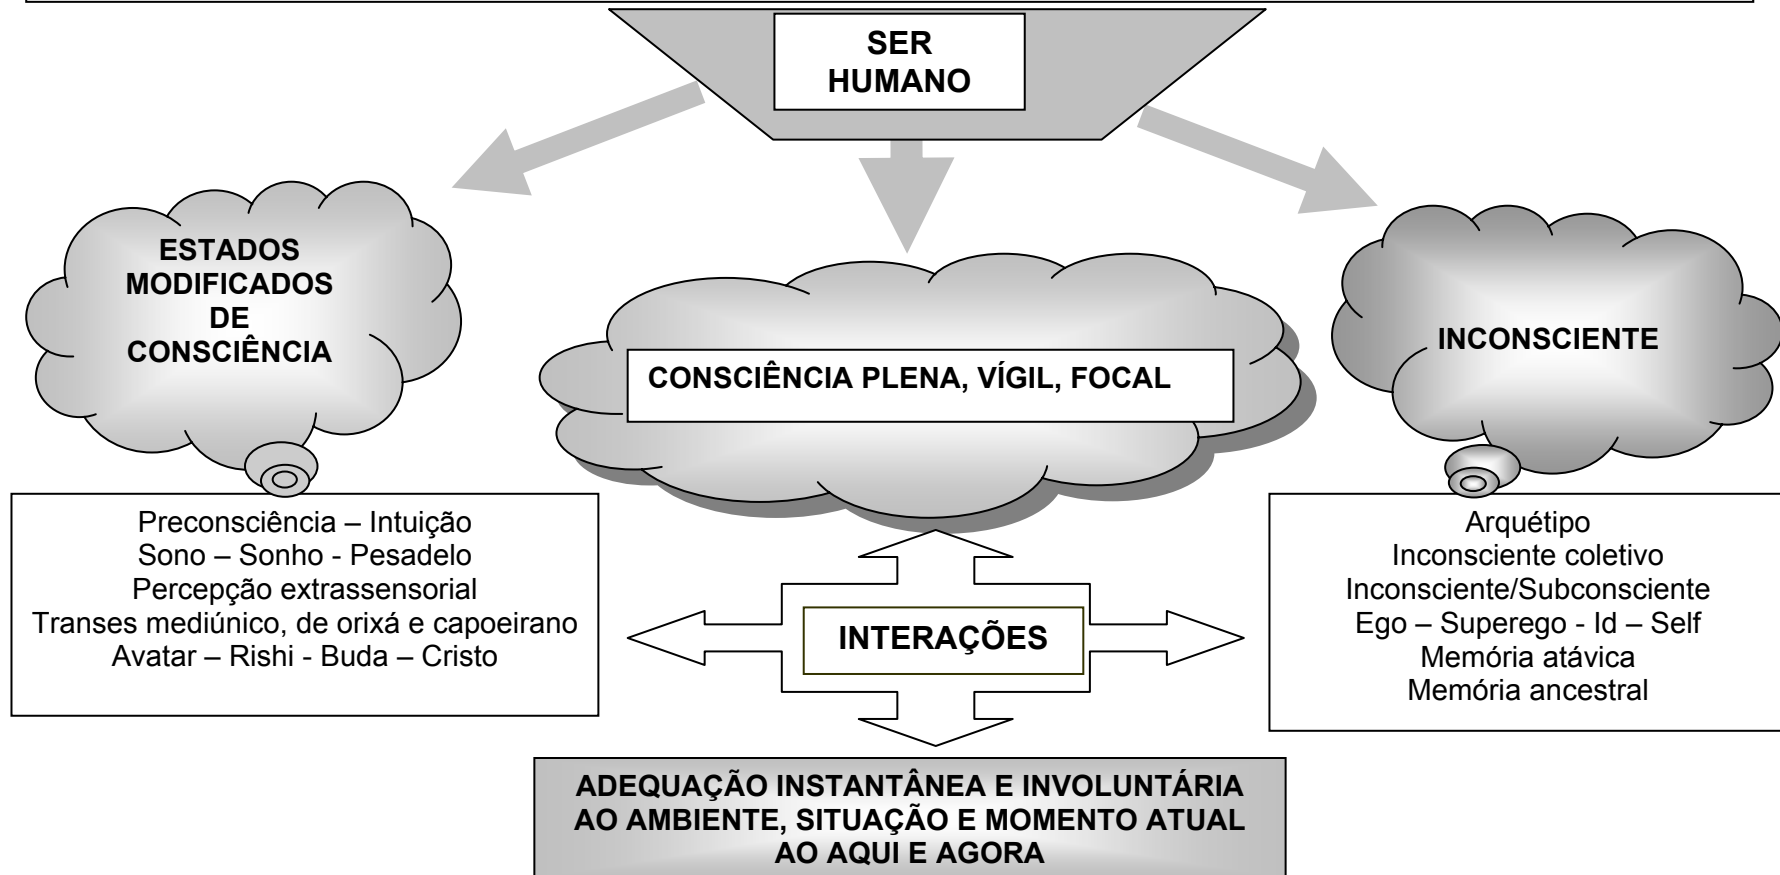 SER
HUMANO
ESTADOS
MODIFICADOS
DE
CONSCIÊNCIA
CONSCIÊNCIA PLENA, VÍGIL, FOCAL
INCONSCIENTE
Preconsciência – Intuição
Sono – Sonho - Pesadelo
Percepção extrassensorial
Transes mediúnico, de orixá e capoeirano
Avatar – Rishi - Buda – Cristo
INTERAÇÕES
Arquétipo
Inconsciente coletivo
Inconsciente/Subconsciente
Ego – Superego - Id – Self
Memória atávica
Memória ancestral
ADEQUAÇÃO INSTANTÂNEA E INVOLUNTÁRIA
AO AMBIENTE, SITUAÇÃO E MOMENTO ATUAL
AO AQUI E AGORA